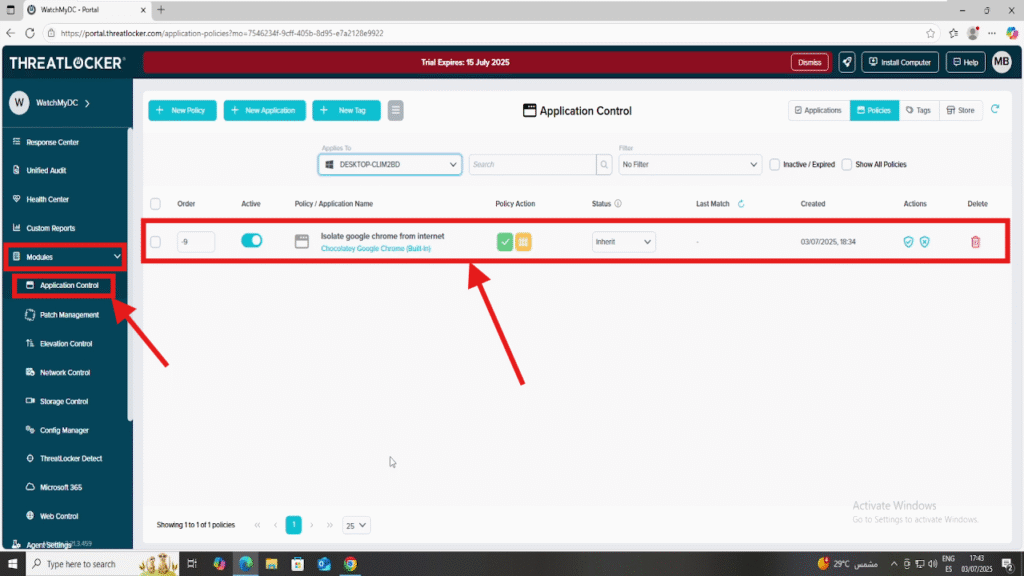 WatchMyDC - Portal
https://portal.threatlocker.com/application-policies?mo=7546234f-9cff-405b-8d95-e7a2128e9922
THREATLOCKER
Trial Expires: 15 July 2025
Dismiss
Install Computer
Help
MB
W
WatchMyDC
New Policy
New Application
New Tag
Application Control
Applications
Policies
Tags
Store
Response Center
Unified Audit
Health Center
Custom Reports
Modules
Application Control
Patch Management
Elevation Control
Network Control
Storage Control
Config Manager
ThreatLocker Detect
Microsoft 365
Web Control
Agent Settings
Applies To
DESKTOP-CLIM2BD
Search
Filter
No Filter
Inactive / Expired
Show All Policies
Order
Active
Policy / Application Name
Policy Action
Status
Last Match
Created
Actions
Delete
-9
Isolate google chrome from internet
Chocolatey Google Chrome (Built-In)
Inherit
-
03/07/2025, 18:34
Showing 1 to 1 of 1 policies
1
25
Activate Windows
Go to Settings to activate Windows.
Type here to search
29°C مشمس
ENG
ES
17:43
03/07/2025
2